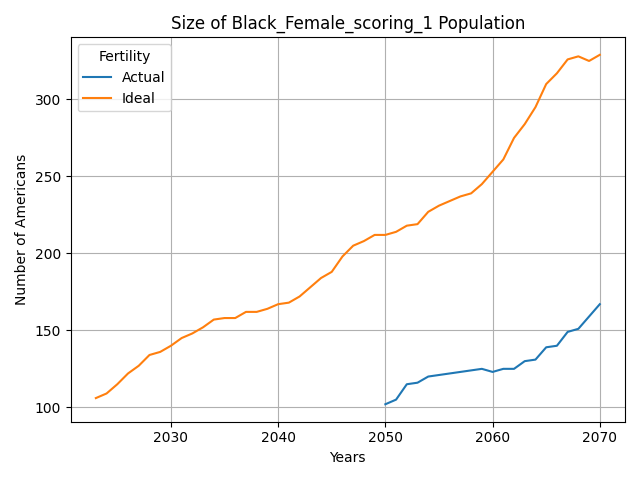 Size of Black_Female_scoring_1 Population
Fertility
Actual
Ideal
Number of Americans
300
250
200
150
100
2030 2040 2050 2060 2070
Years